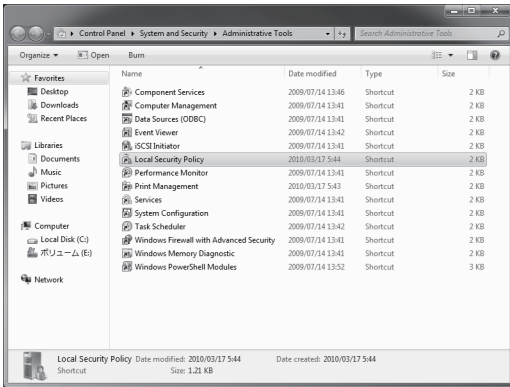 Control Panel ▸ System and Security ▸ Administrative Tools
Search Administrative Tools
Organize Open Burn
Name Date modified Type Size
Favorites
Desktop
Downloads
Recent Places
Libraries
Documents
Music
Pictures
Videos
Computer
Local Disk (C:)
ボリューム (E:)
Network
Component Services 2009/07/14 13:46 Shortcut 2 KB
Computer Management 2009/07/14 13:41 Shortcut 2 KB
Data Sources (ODBC) 2009/07/14 13:41 Shortcut 2 KB
Event Viewer 2009/07/14 13:42 Shortcut 2 KB
iSCSI Initiator 2009/07/14 13:41 Shortcut 2 KB
Local Security Policy 2010/03/17 5:44 Shortcut 2 KB
Performance Monitor 2009/07/14 13:41 Shortcut 2 KB
Print Management 2010/03/17 5:43 Shortcut 2 KB
Services 2009/07/14 13:41 Shortcut 2 KB
System Configuration 2009/07/14 13:41 Shortcut 2 KB
Task Scheduler 2009/07/14 13:42 Shortcut 2 KB
Windows Firewall with Advanced Security 2009/07/14 13:41 Shortcut 2 KB
Windows Memory Diagnostic 2009/07/14 13:41 Shortcut 2 KB
Windows PowerShell Modules 2009/07/14 13:52 Shortcut 3 KB
Local Security Policy Date modified: 2010/03/17 5:44 Date created: 2010/03/17 5:44
Shortcut Size: 1.21 KB